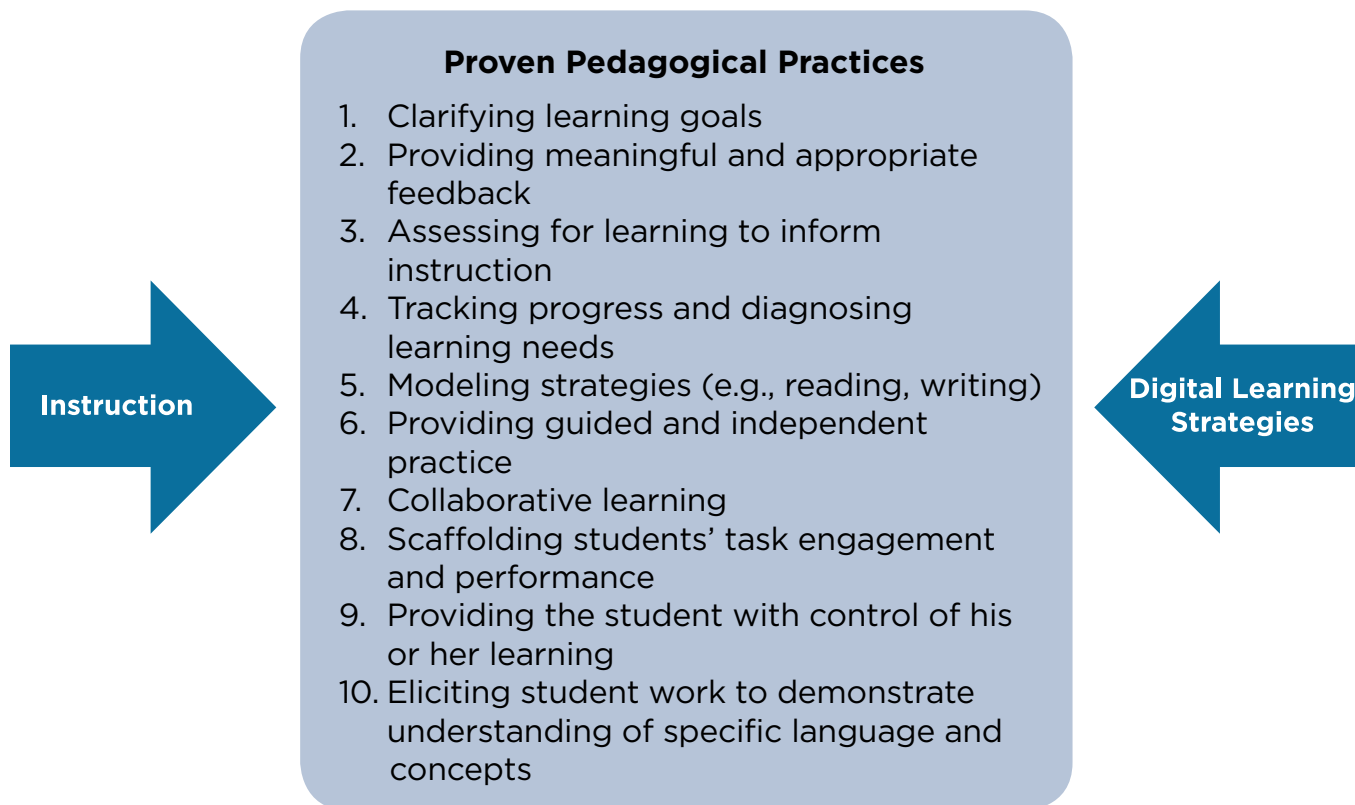 Proven Pedagogical Practices
1. Clarifying learning goals
2. Providing meaningful and appropriate
feedback
3. Assessing for learning to inform
instruction
4. Tracking progress and diagnosing
learning needs
5. Modeling strategies (e.g., reading, writing)
6. Providing guided and independent
practice
7. Collaborative learning
8. Scaffolding students’ task engagement
and performance
9. Providing the student with control of his
or her learning
10. Eliciting student work to demonstrate
understanding of specific language and
concepts
Instruction
Digital Learning
Strategies